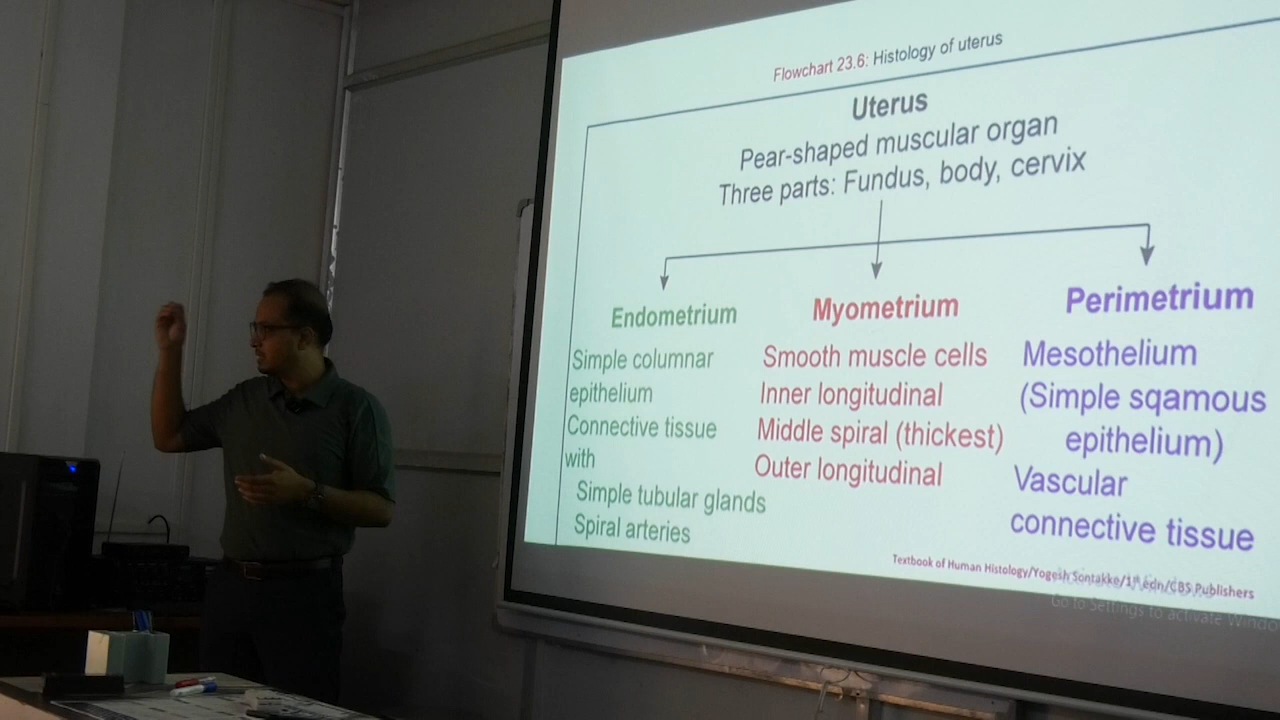 Flowchart 23.6: Histology of uterus
Uterus
Pear-shaped muscular organ
Three parts: Fundus, body, cervix
Endometrium
Simple columnar
epithelium
Connective tissue
with
Simple tubular glands
Spiral arteries
Myometrium
Smooth muscle cells
Inner longitudinal
Middle spiral (thickest)
Outer longitudinal
Perimetrium
Mesothelium
(Simple sqamous
epithelium)
Vascular
connective tissue
Textbook of Human Histology/Yogesh Sontakke/1st edn/CBS Publishers
Go to Settings to activate